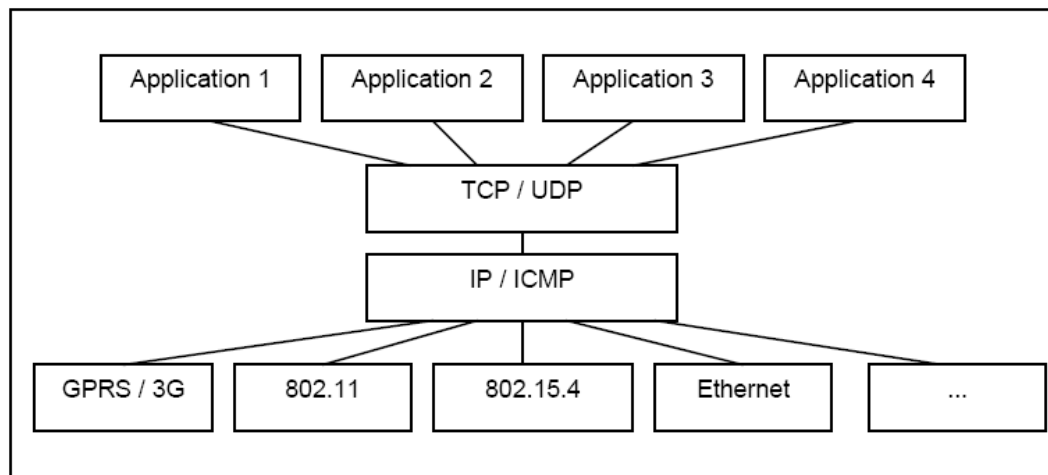 Application 1
Application 2
Application 3
Application 4
TCP / UDP
IP / ICMP
GPRS / 3G
802.11
802.15.4
Ethernet
...